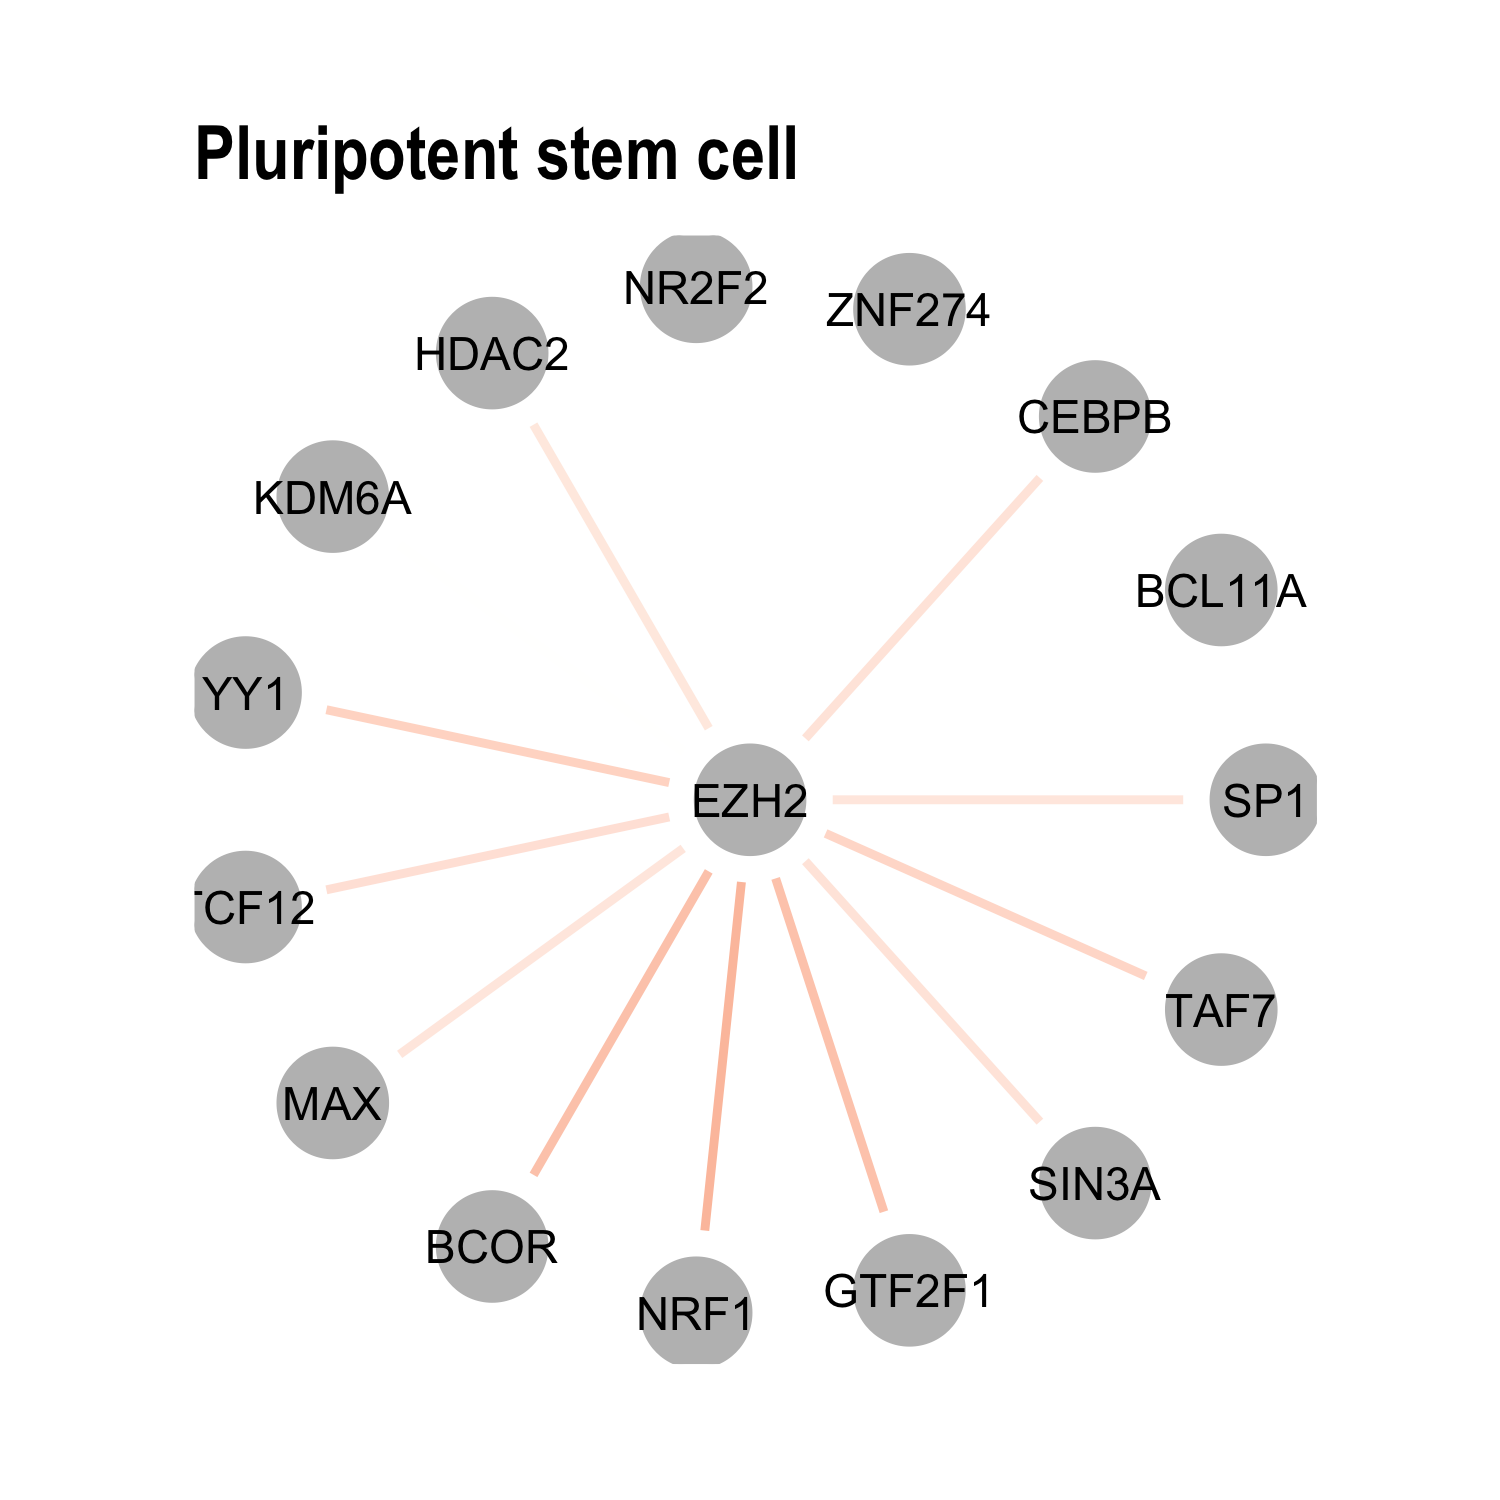 Pluripotent stem cell
NR2F2
ZNF274
HDAC2
CEBPB
KDM6A
BCL11A
YY1
EZH2
SP1
TCF12
TAF7
MAX
SIN3A
BCOR
GTF2F1
NRF1